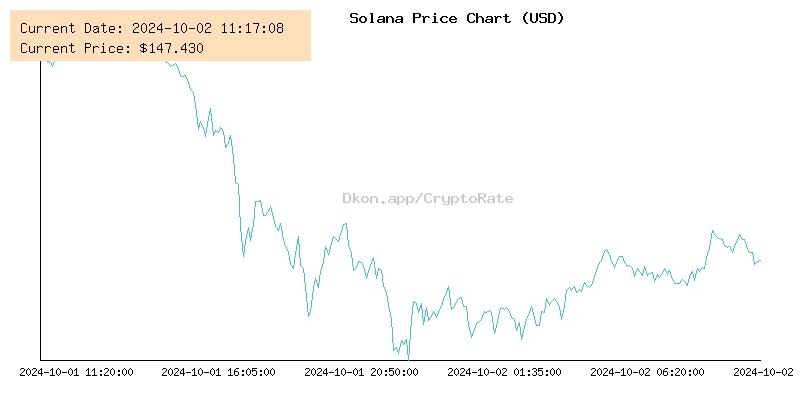 Solana Price Chart (USD)
Current Date: 2024-10-02 11:17:08
Current Price: $147.430
Dkon.app/CryptoRate
2024-10-01 11:20:00 2024-10-01 16:05:00 2024-10-01 20:50:00 2024-10-02 01:35:00 2024-10-02 06:20:00 2024-10-02